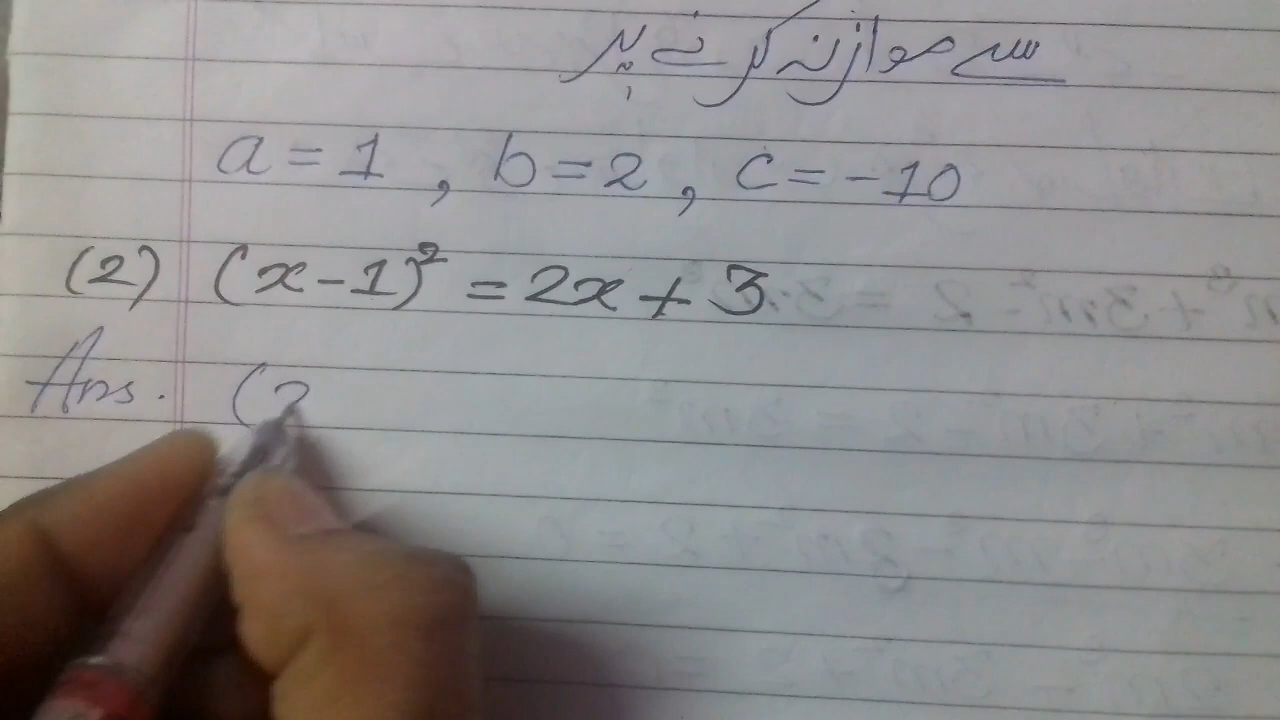 سے موازنہ کرنے پر
a = 1 , b = 2 , c = -10
(2) (x-1)² = 2x + 3
Ans. (